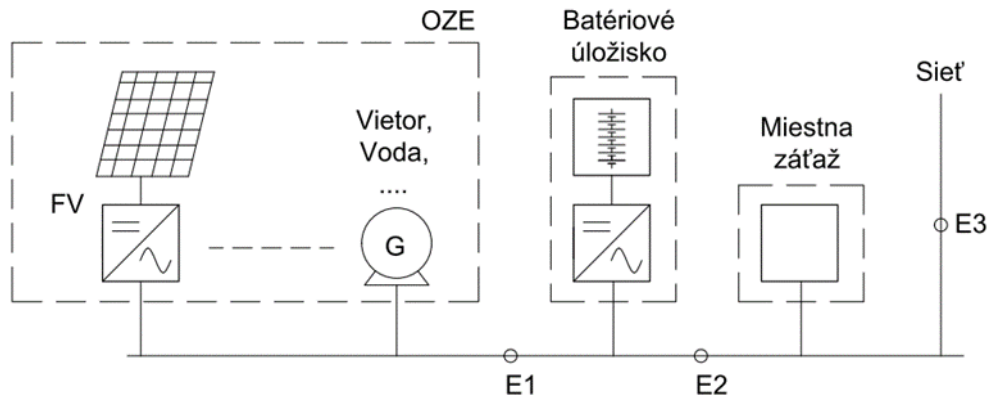 OZE
Batériové
úložisko
Sieť
Vietor,
Voda,
....
Miestna
záťaž
FV
G
E3
E1
E2